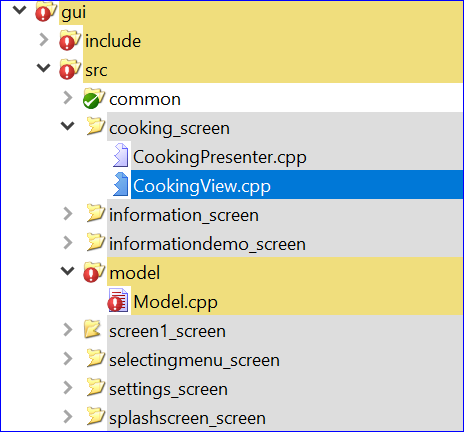 gui
include
src
common
cooking_screen
CookingPresenter.cpp
CookingView.cpp
information_screen
informationdemo_screen
model
Model.cpp
screen1_screen
selectingmenu_screen
settings_screen
splashscreen_screen